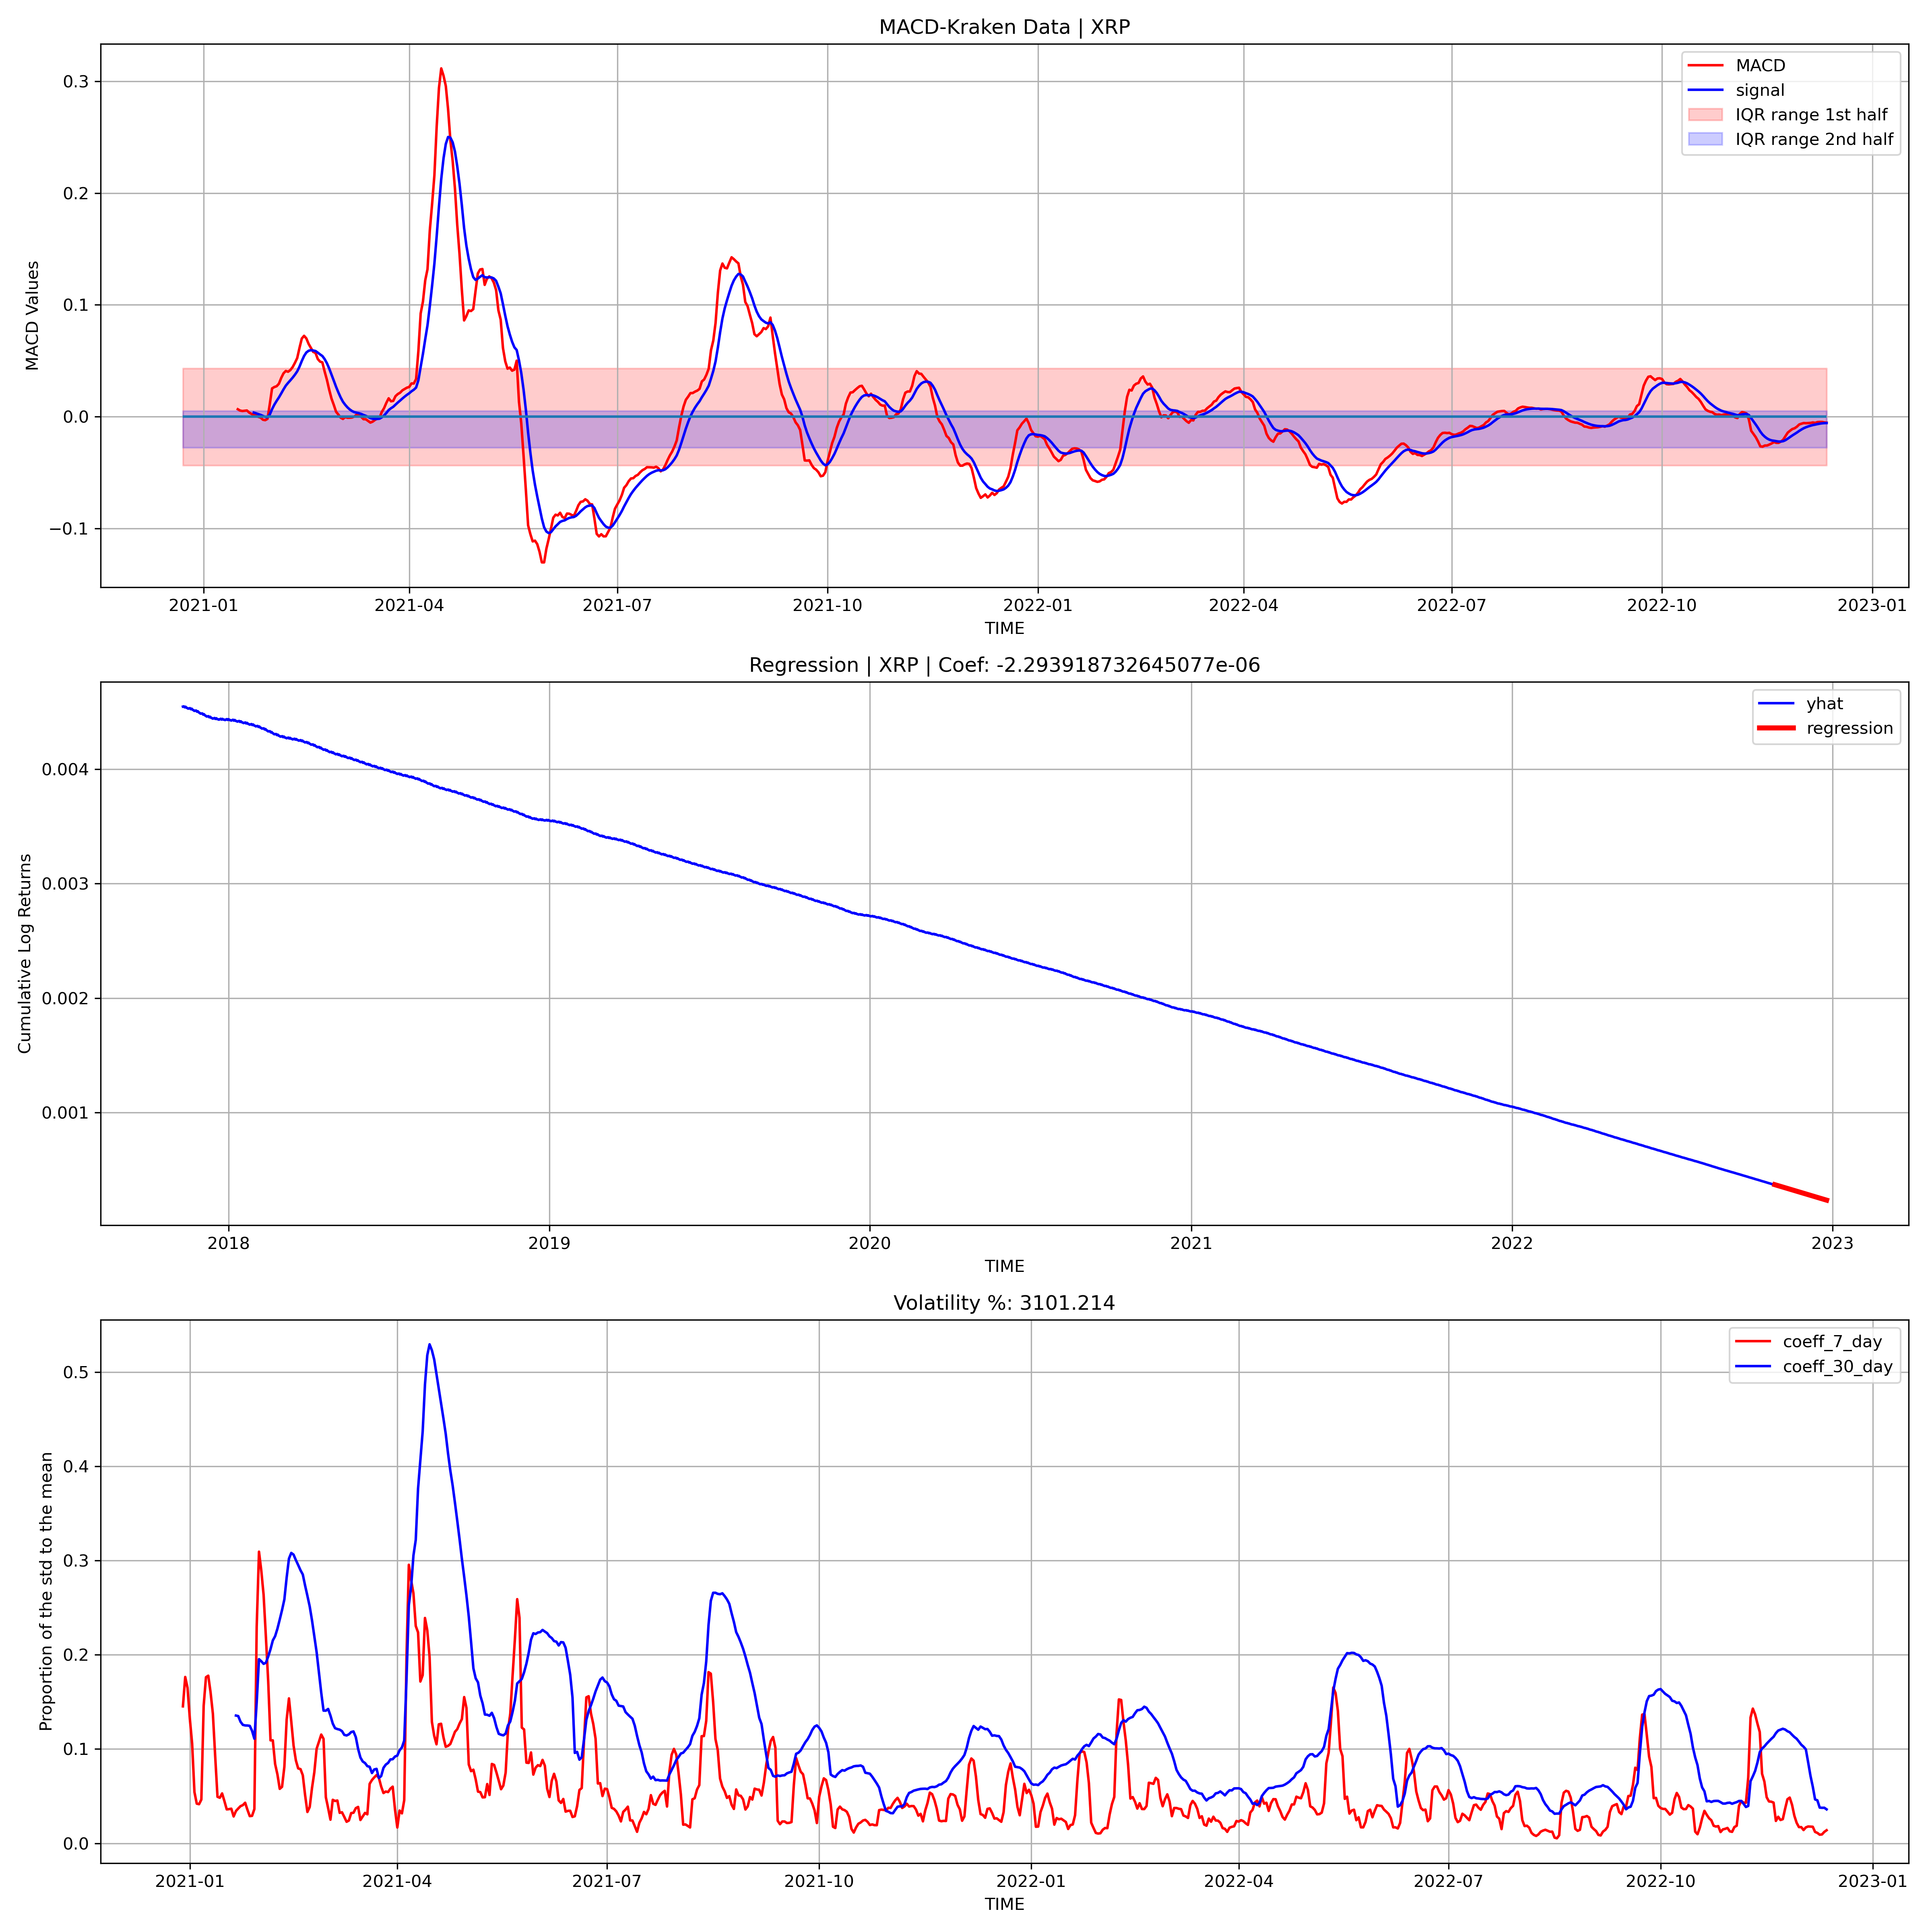 MACD-Kraken Data | XRP
MACD Values
0.3
0.2
0.1
0.0
−0.1
MACD
signal
IQR range 1st half
IQR range 2nd half
2021-01 2021-04 2021-07 2021-10 2022-01 2022-04 2022-07 2022-10 2023-01
TIME
Regression | XRP | Coef: -2.293918732645077e-06
Cumulative Log Returns
0.004
0.003
0.002
0.001
yhat
regression
2018 2019 2020 2021 2022 2023
TIME
Volatility %: 3101.214
Proportion of the std to the mean
0.5
0.4
0.3
0.2
0.1
0.0
coeff_7_day
coeff_30_day
2021-01 2021-04 2021-07 2021-10 2022-01 2022-04 2022-07 2022-10 2023-01
TIME